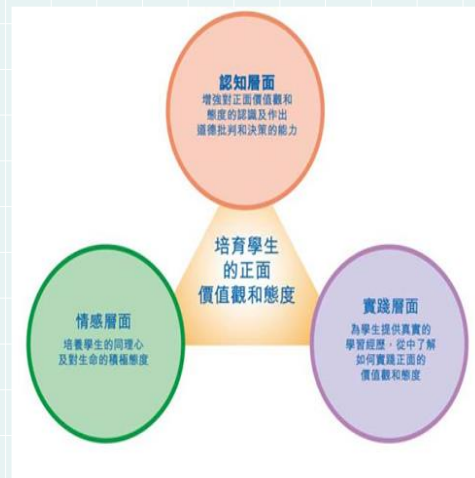 認知層面
增強對正面價值觀和
態度的認識及作出
道德批判和決策的能力
培育學生
的正面
價值觀和態度
情感層面
培養學生的同理心
及對生命的積極態度
實踐層面
為學生提供真實的
學習經歷，從中了解
如何實踐正面的
價值觀和態度